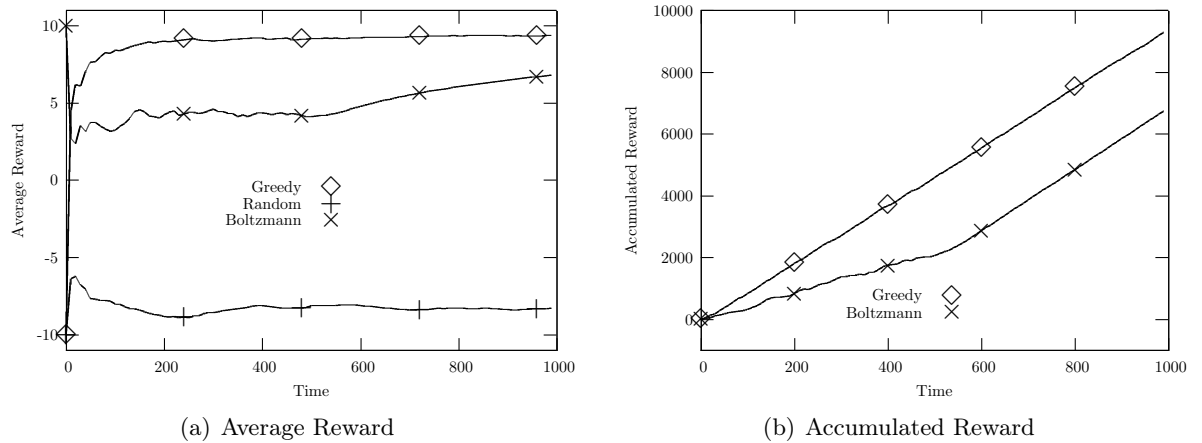 10
5
0
-5
-10
0
200
400
600
800
1000
Average Reward
Time
Greedy
Random
Boltzmann
(a) Average Reward
10000
8000
6000
4000
2000
0
0
200
400
600
800
1000
Accumulated Reward
Time
Greedy
Boltzmann
(b) Accumulated Reward